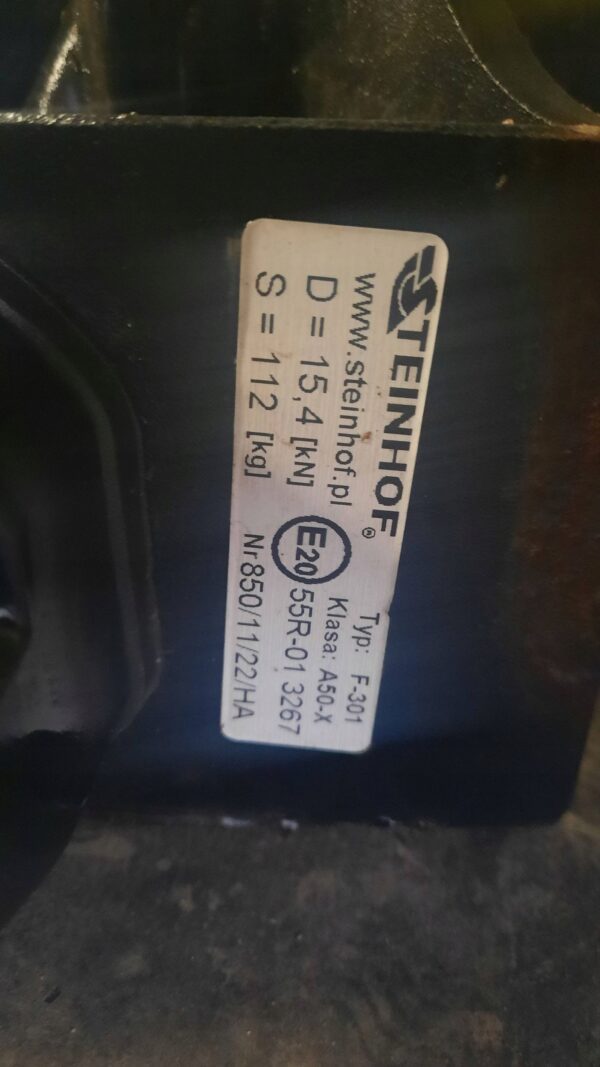 STEINHOF®
www.steinhof.pl
D = 15,4 [kN]
S = 112 [kg]
Typ: F-301
Klasa: A50-X
E20 55R-01 3267
Nr 850/11/22/HA